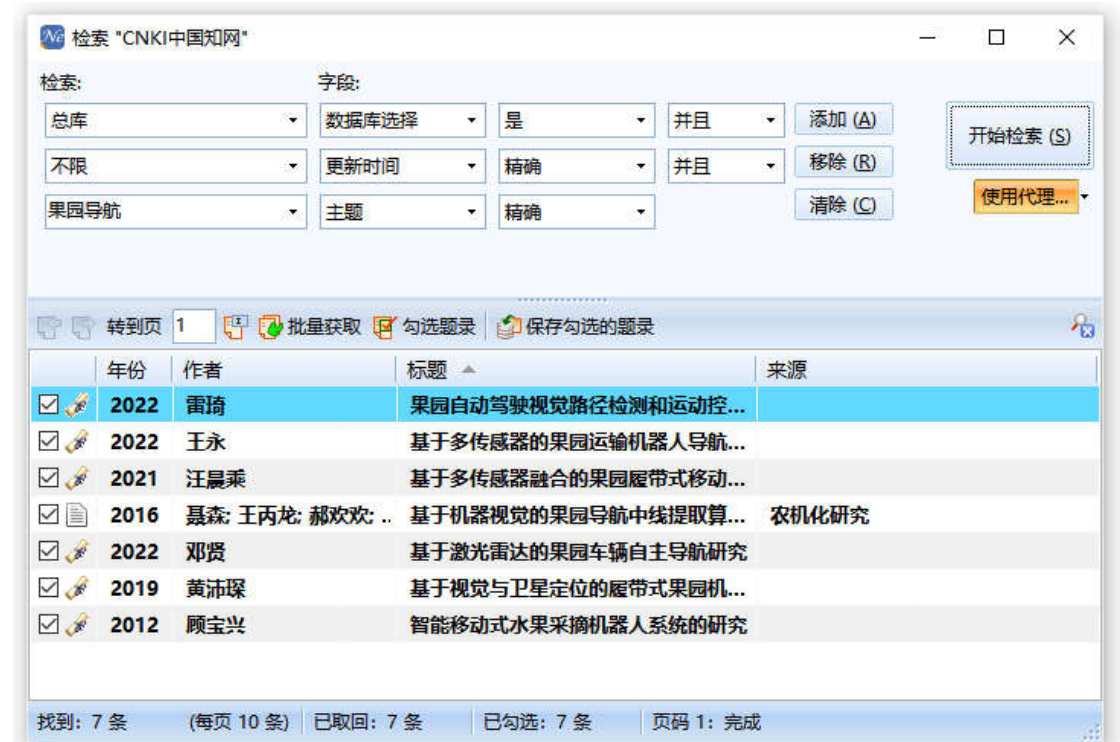 检索 "CNKI中国知网"
检索: 字段:
总库 数据库选择 是 并且 添加 (A) 开始检索 (S)
不限 更新时间 精确 并且 移除 (R)
果园导航 主题 精确 清除 (C) 使用代理...
转到页 1 批量获取 勾选题录 保存勾选的题录
年份 作者 标题 来源
2022 雷琦 果园自动驾驶视觉路径检测和运动控...
2022 王永 基于多传感器的果园运输机器人导航...
2021 汪晨乘 基于多传感器融合的果园履带式移动...
2016 聂森; 王丙龙; 郝欢欢; .. 基于机器视觉的果园导航中线提取算... 农机化研究
2022 邓贤 基于激光雷达的果园车辆自主导航研究
2019 黄沛琛 基于视觉与卫星定位的履带式果园机...
2012 顾宝兴 智能移动式水果采摘机器人系统的研究
找到: 7 条 (每页 10 条) 已取回: 7 条 已勾选: 7 条 页码 1: 完成